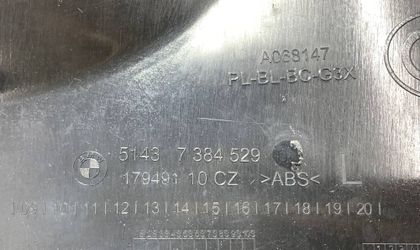 A068147
PL-BL-BC-G3X
5143 7 384 529
179491 10 CZ >ABS< L
|09|10|11|12|13|14|15|16|17|18|19|20|